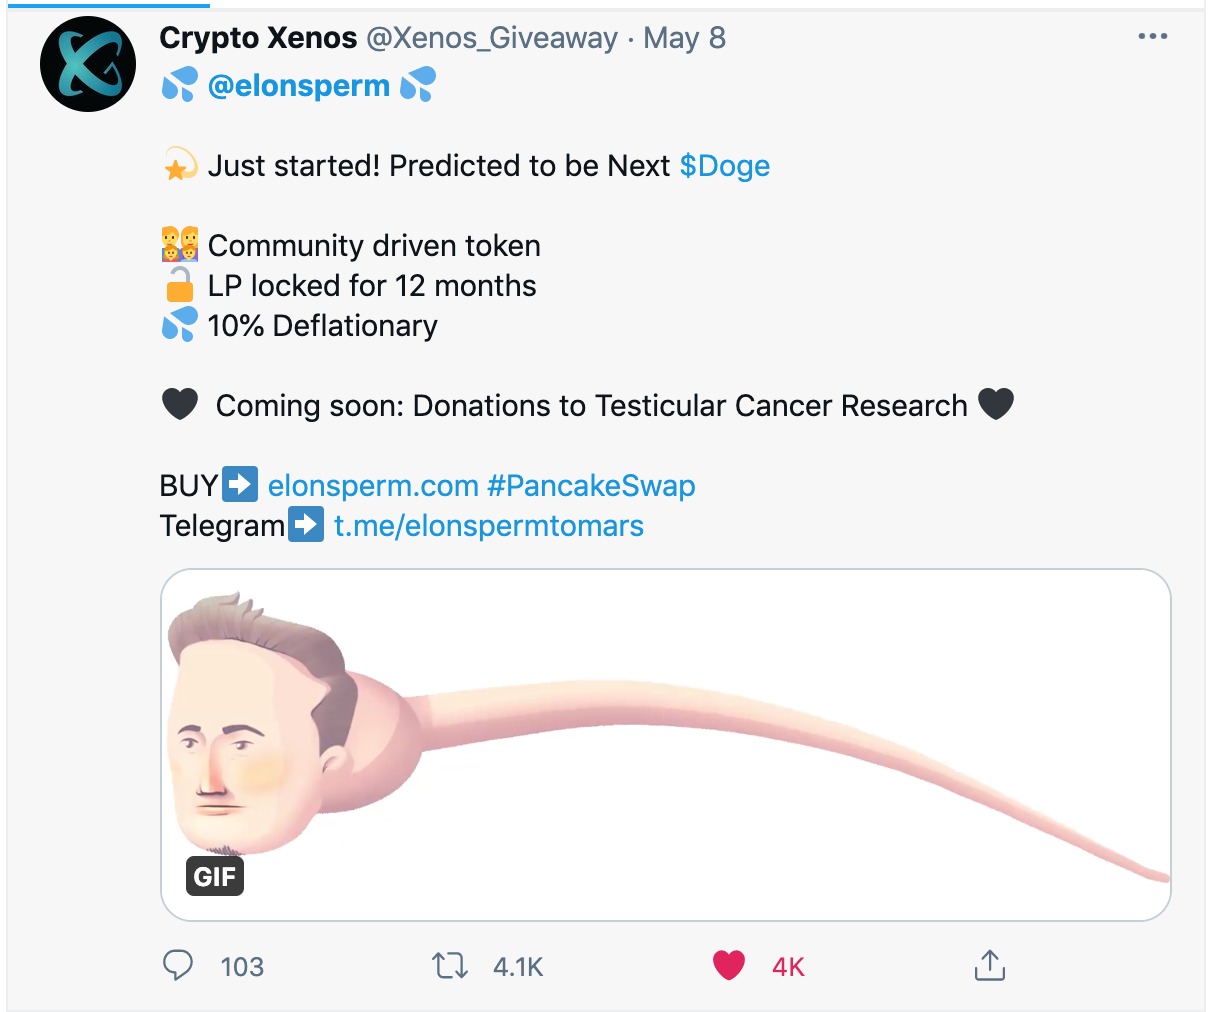 Crypto Xenos @Xenos_Giveaway · May 8
💦 @elonsperm 💦
💫 Just started! Predicted to be Next $Doge
👨‍👩‍👧‍👦 Community driven token
🔓 LP locked for 12 months
💦 10% Deflationary
🖤 Coming soon: Donations to Testicular Cancer Research 🖤
BUY➡️ elonsperm.com #PancakeSwap
Telegram➡️ t.me/elonspermtomars
GIF
103 4.1K 4K